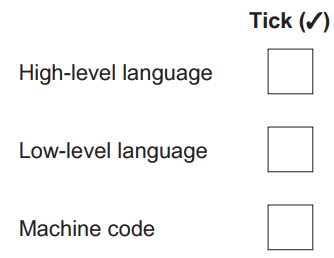 Tick (✓)
High-level language
Low-level language
Machine code